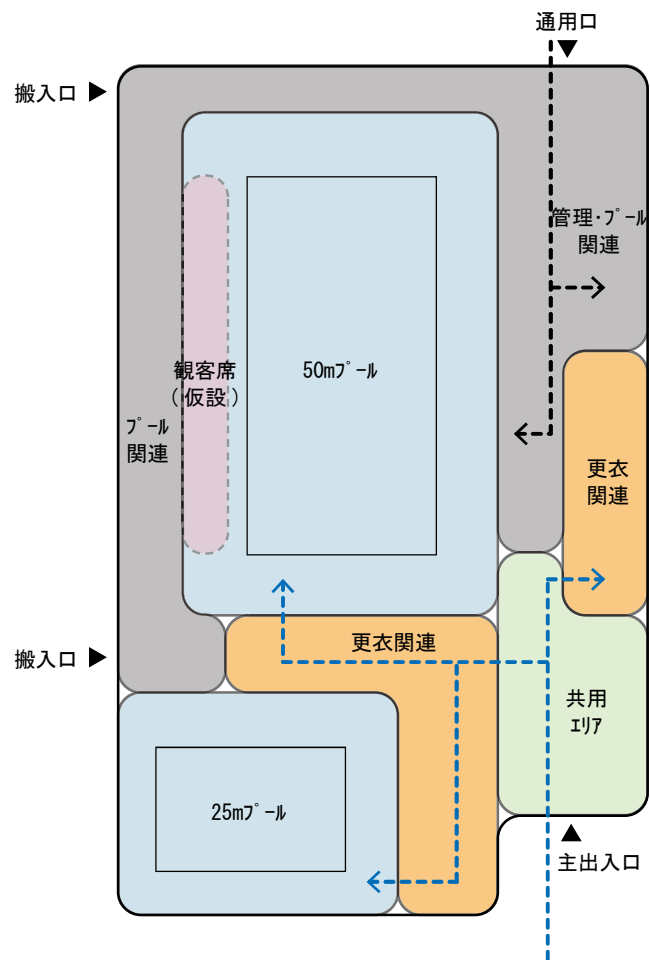 通用口
搬入口
管理・ﾌﾟｰﾙ
関連
観客席
（仮設）
50mﾌﾟｰﾙ
ﾌﾟｰﾙ
関連
更衣
関連
更衣関連
搬入口
共用
ｴﾘｱ
25mﾌﾟｰﾙ
主出入口